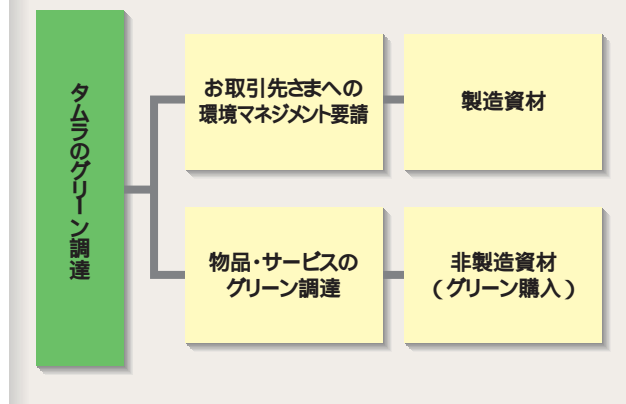 タムラのグリーン調達
お取引先さまへの
環境マネジメント要請
製造資材
物品・サービスの
グリーン調達
非製造資材
(グリーン購入)